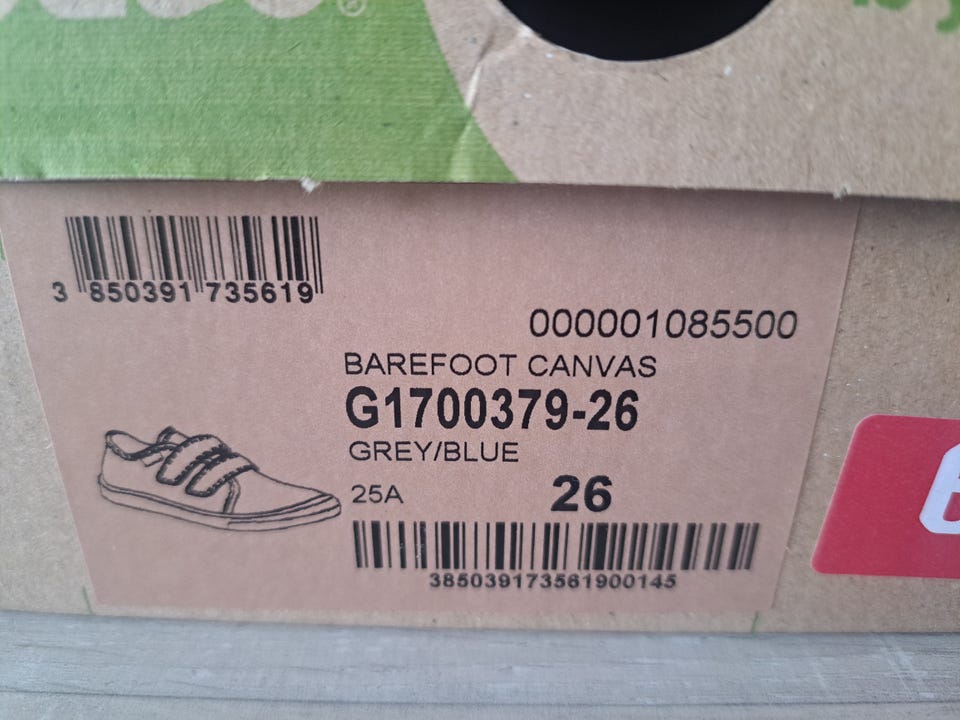 3 850391 735619
000001085500
BAREFOOT CANVAS
G1700379-26
GREY/BLUE
25A 26
385039173561900145